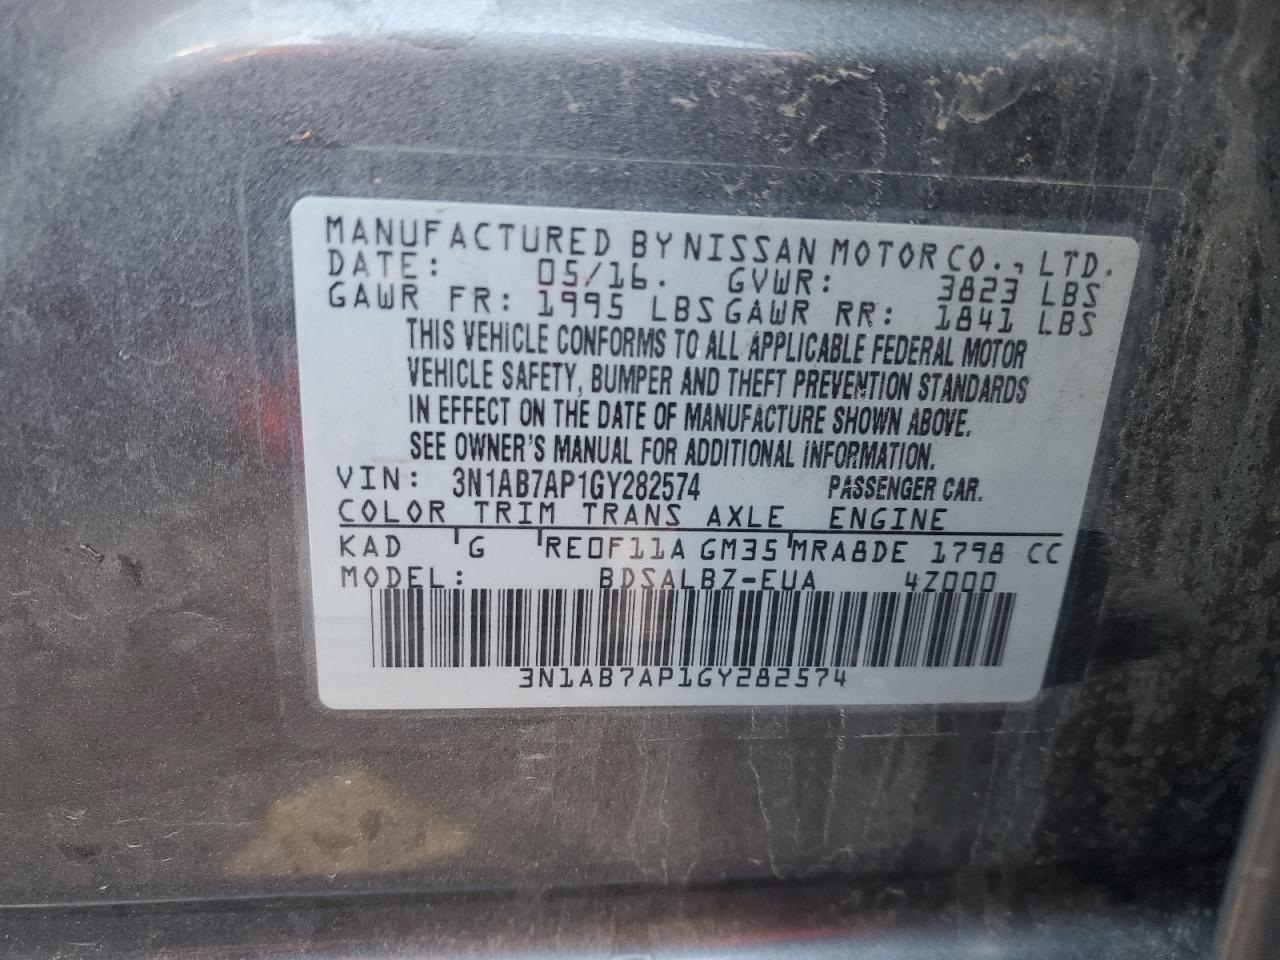 MANUFACTURED BY NISSAN MOTOR CO., LTD.
DATE: 05/16. GVWR: 3823 LBS
GAWR FR: 1995 LBS GAWR RR: 1841 LBS
THIS VEHICLE CONFORMS TO ALL APPLICABLE FEDERAL MOTOR
VEHICLE SAFETY, BUMPER AND THEFT PREVENTION STANDARDS
IN EFFECT ON THE DATE OF MANUFACTURE SHOWN ABOVE.
SEE OWNER'S MANUAL FOR ADDITIONAL INFORMATION.
VIN: 3N1AB7AP1GY282574 PASSENGER CAR.
COLOR TRIM TRANS AXLE ENGINE
KAD G RE0F11A GM35 MRA8DE 1798 CC
MODEL: BDSALBZ-EUA 4Z000
3N1AB7AP1GY282574